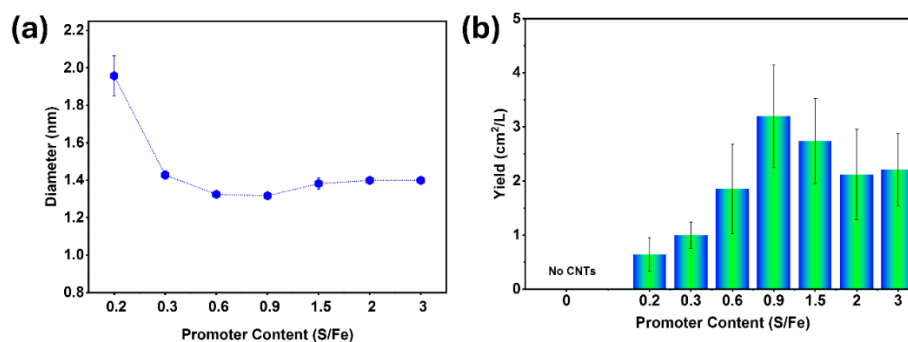 (a)
2.2
2.0
1.8
1.6
1.4
1.2
1.0
0.8
Diameter (nm)
0.2 0.3 0.6 0.9 1.5 2 3
Promoter Content (S/Fe)
(b)
5
4
3
2
1
0
Yield (cm²/L)
No CNTs
0 0.2 0.3 0.6 0.9 1.5 2 3
Promoter Content (S/Fe)